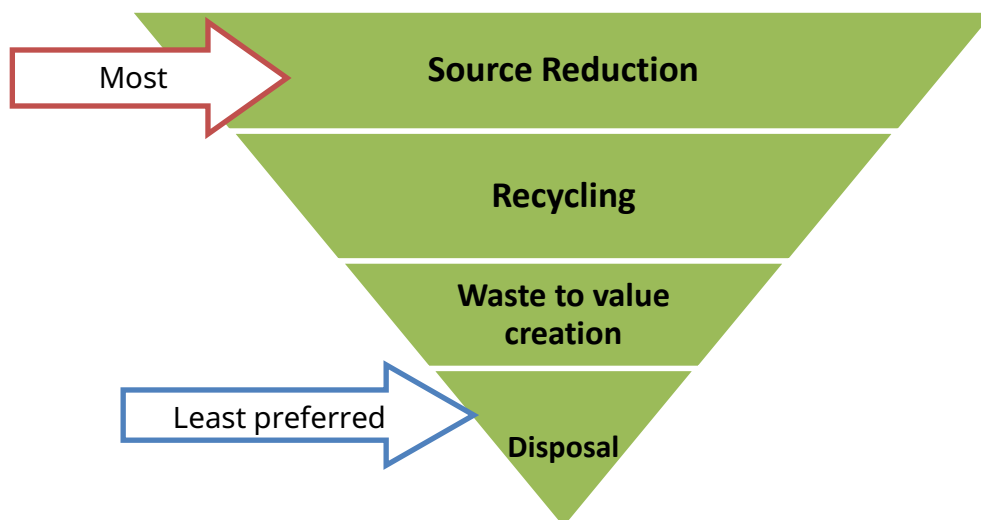 Most
Source Reduction
Recycling
Waste to value
creation
Least preferred
Disposal